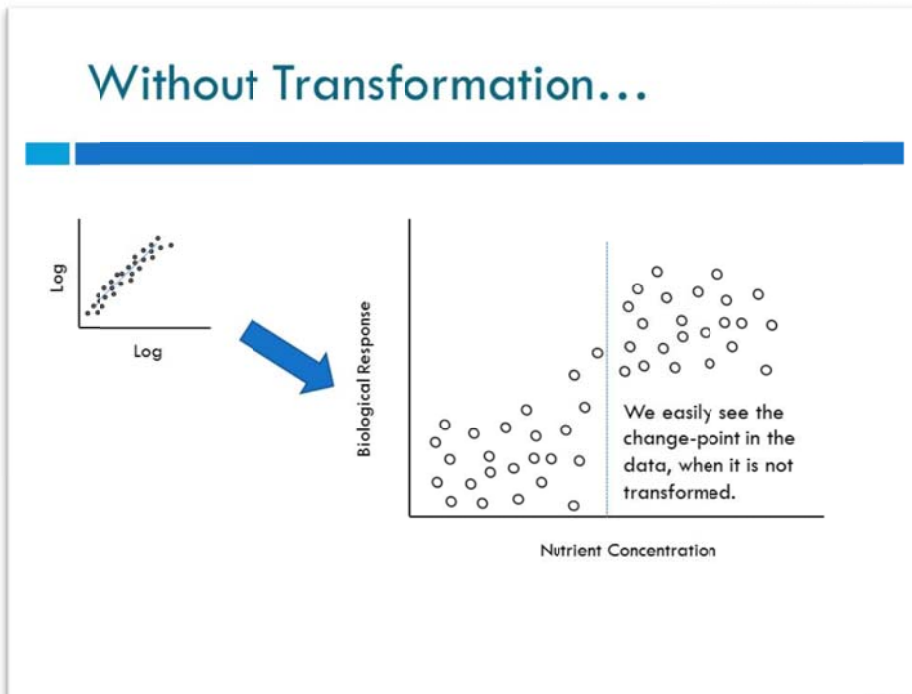 Without Transformation...
Log
Log
Biological Response
We easily see the
change-point in the
data, when it is not
transformed.
Nutrient Concentration